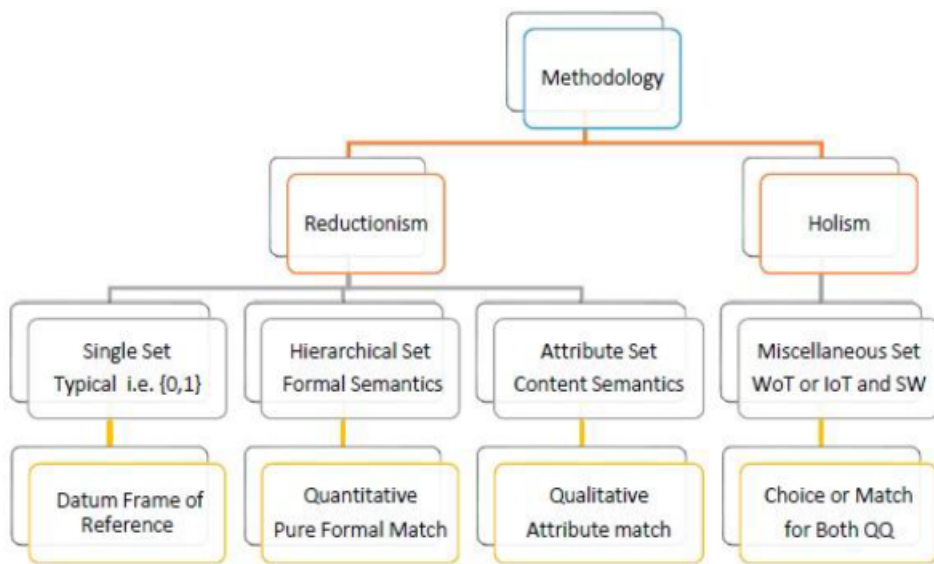 Methodology
Reductionism
Holism
Single Set
Typical i.e. {0,1}
Hierarchical Set
Formal Semantics
Attribute Set
Content Semantics
Miscellaneous Set
WoT or IoT and SW
Datum Frame of
Reference
Quantitative
Pure Formal Match
Qualitative
Attribute match
Choice or Match
for Both QQ